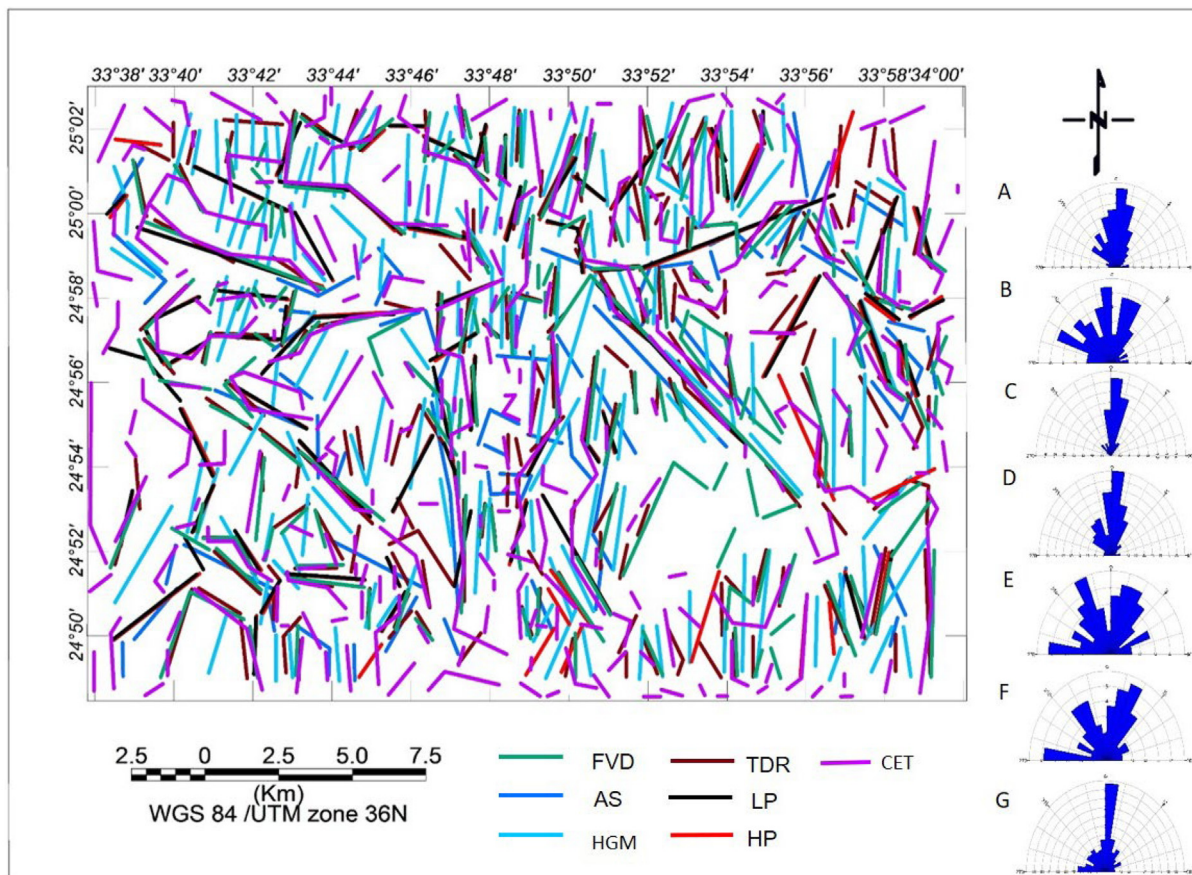 33°38' 33°40' 33°42' 33°44' 33°46' 33°48' 33°50' 33°52' 33°54' 33°56' 33°58' 34°00'
25°02'
25°00'
24°58'
24°56'
24°54'
24°52'
24°50'
N
A
B
C
D
E
F
G
2.5 0 2.5 5.0 7.5
(Km)
WGS 84 /UTM zone 36N
FVD TDR CET
AS LP
HGM HP